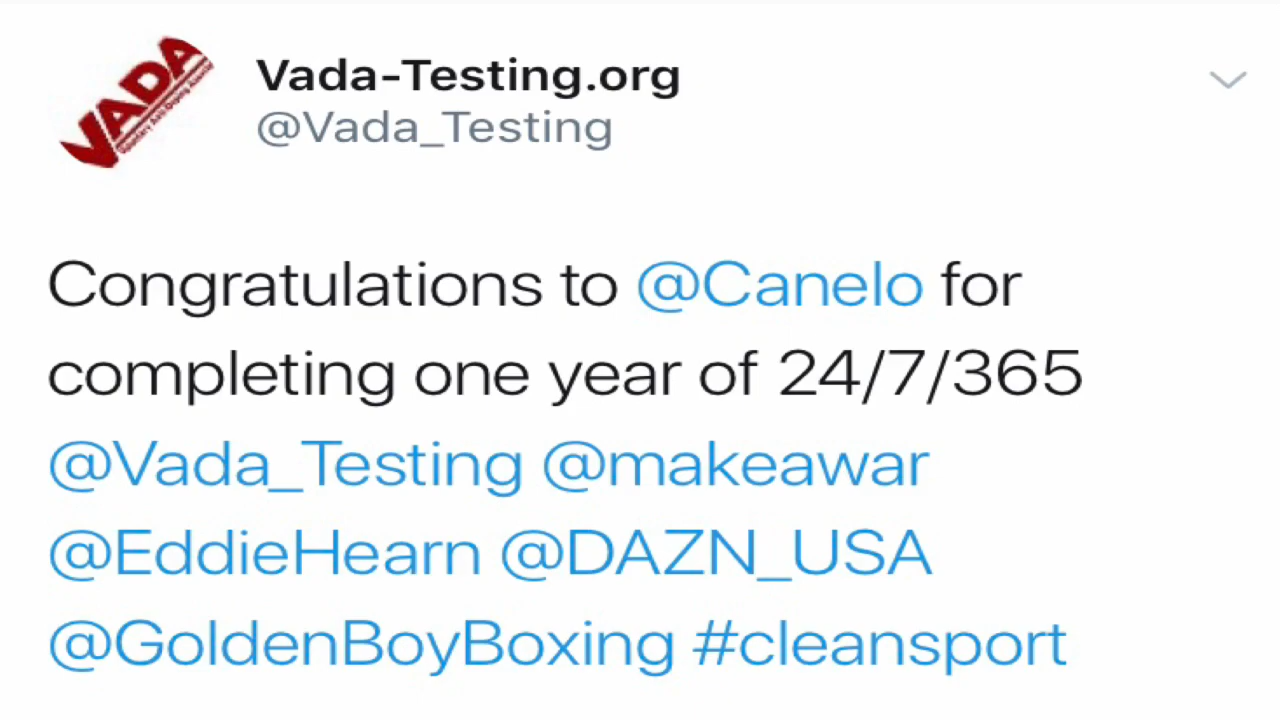 VADA
Vada-Testing.org
@Vada_Testing
Congratulations to @Canelo for
completing one year of 24/7/365
@Vada_Testing @makeawar
@EddieHearn @DAZN_USA
@GoldenBoyBoxing #cleansport